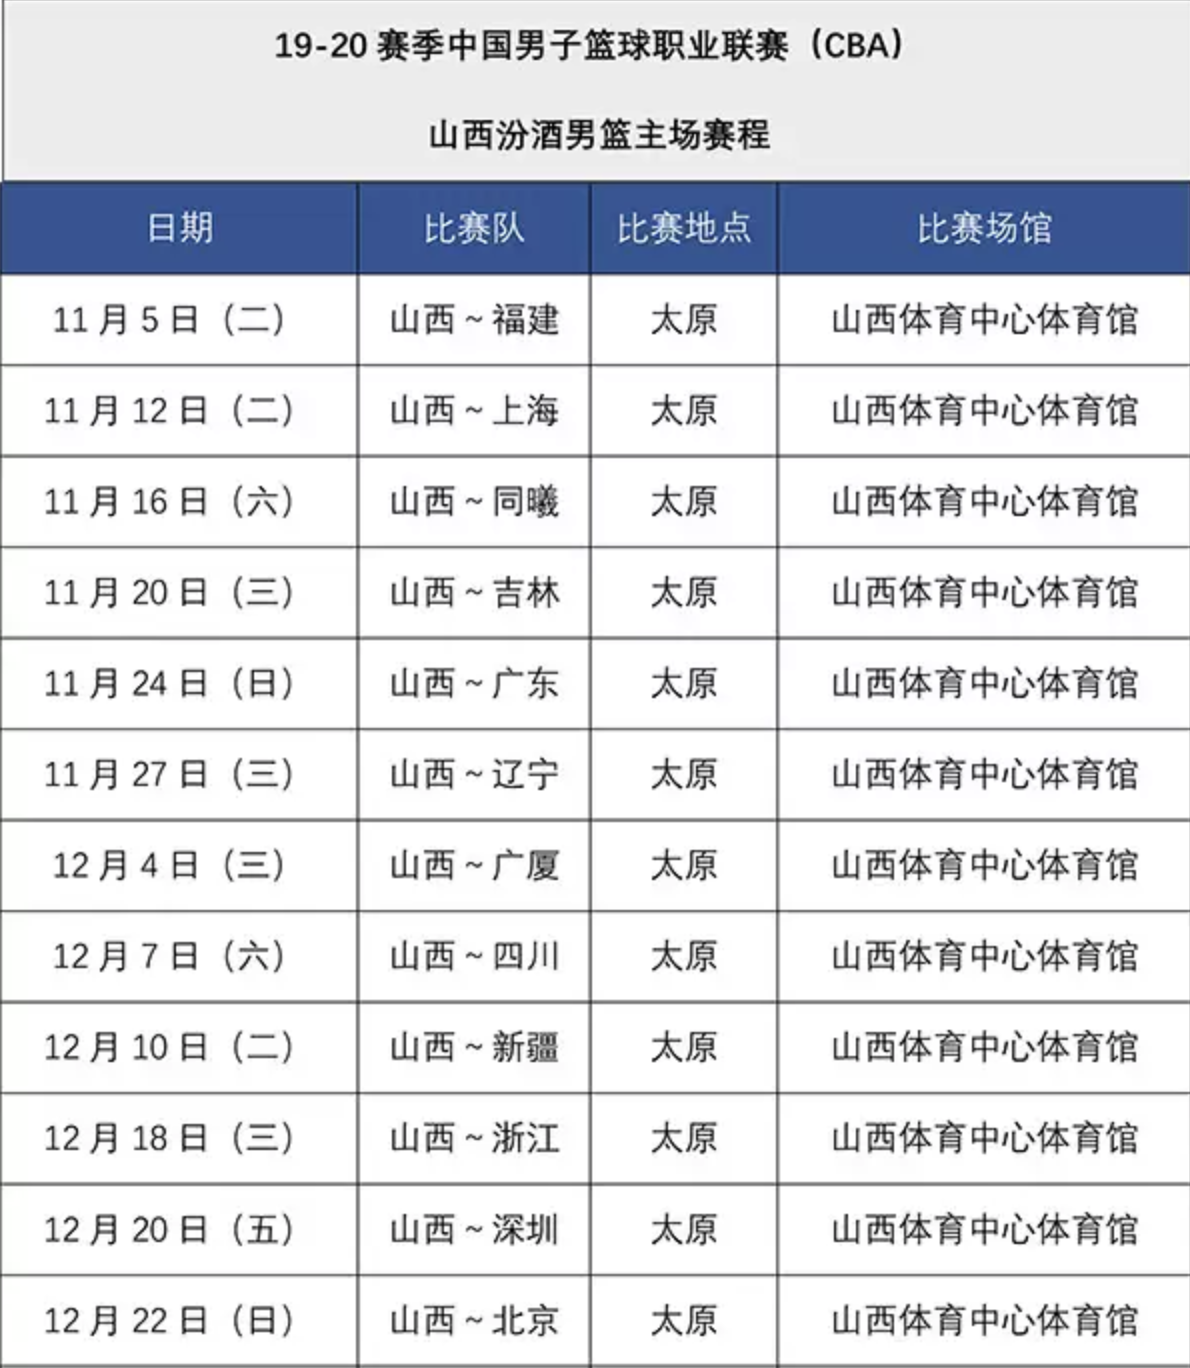 19-20 赛季中国男子篮球职业联赛（CBA）
山西汾酒男篮主场赛程
日期 比赛队 比赛地点 比赛场馆
11 月 5 日（二） 山西～福建 太原 山西体育中心体育馆
11 月 12 日（二） 山西～上海 太原 山西体育中心体育馆
11 月 16 日（六） 山西～同曦 太原 山西体育中心体育馆
11 月 20 日（三） 山西～吉林 太原 山西体育中心体育馆
11 月 24 日（日） 山西～广东 太原 山西体育中心体育馆
11 月 27 日（三） 山西～辽宁 太原 山西体育中心体育馆
12 月 4 日（三） 山西～广厦 太原 山西体育中心体育馆
12 月 7 日（六） 山西～四川 太原 山西体育中心体育馆
12 月 10 日（二） 山西～新疆 太原 山西体育中心体育馆
12 月 18 日（三） 山西～浙江 太原 山西体育中心体育馆
12 月 20 日（五） 山西～深圳 太原 山西体育中心体育馆
12 月 22 日（日） 山西～北京 太原 山西体育中心体育馆